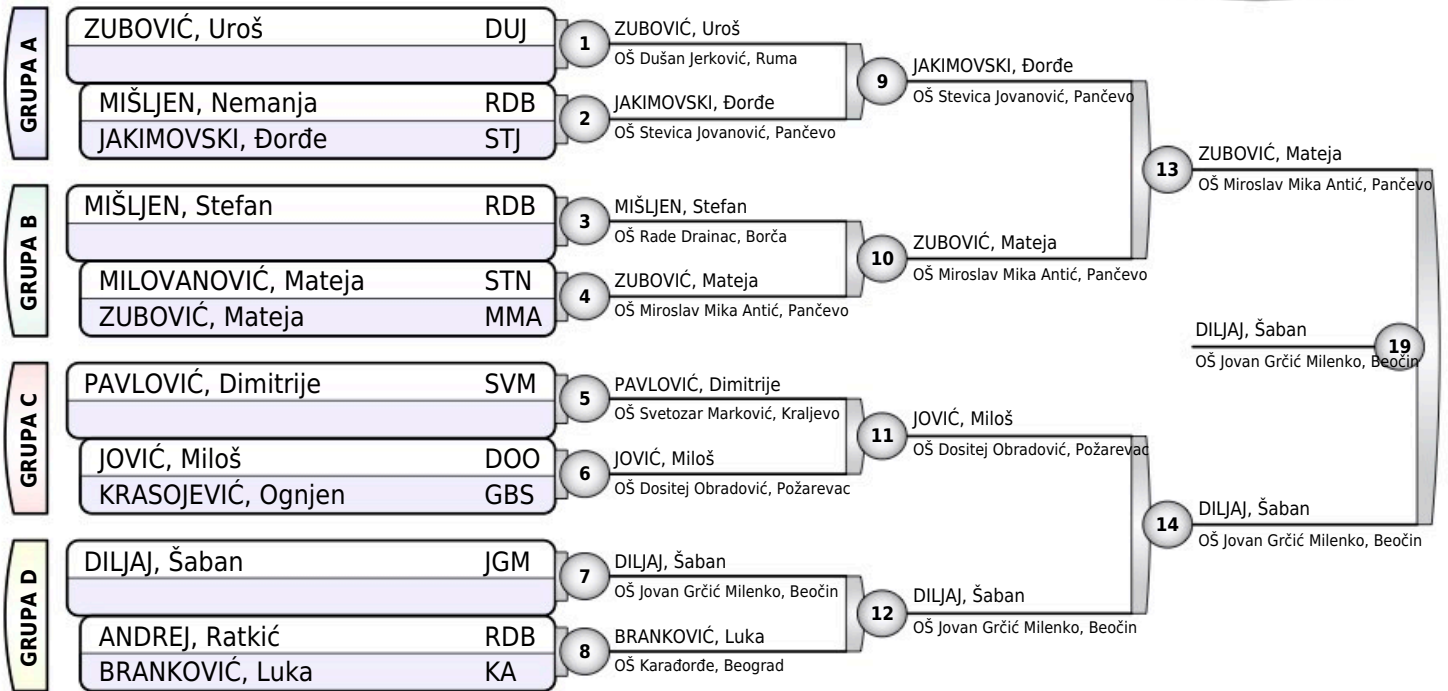 GRUPA A
ZUBOVIĆ, Uroš DUJ
MIŠLJEN, Nemanja RDB
JAKIMOVSKI, Đorđe STJ
GRUPA B
MIŠLJEN, Stefan RDB
MILOVANOVIĆ, Mateja STN
ZUBOVIĆ, Mateja MMA
GRUPA C
PAVLOVIĆ, Dimitrije SVM
JOVIĆ, Miloš DOO
KRASOJEVIĆ, Ognjen GBS
GRUPA D
DILJAJ, Šaban JGM
ANDREJ, Ratkić RDB
BRANKOVIĆ, Luka KA
1
ZUBOVIĆ, Uroš
OŠ Dušan Jerković, Ruma
2
JAKIMOVSKI, Đorđe
OŠ Stevica Jovanović, Pančevo
3
MIŠLJEN, Stefan
OŠ Rade Drainac, Borča
4
ZUBOVIĆ, Mateja
OŠ Miroslav Mika Antić, Pančevo
5
PAVLOVIĆ, Dimitrije
OŠ Svetozar Marković, Kraljevo
6
JOVIĆ, Miloš
OŠ Dositej Obradović, Požarevac
7
DILJAJ, Šaban
OŠ Jovan Grčić Milenko, Beočin
8
BRANKOVIĆ, Luka
OŠ Karađorđe, Beograd
9
JAKIMOVSKI, Đorđe
OŠ Stevica Jovanović, Pančevo
10
ZUBOVIĆ, Mateja
OŠ Miroslav Mika Antić, Pančevo
11
JOVIĆ, Miloš
OŠ Dositej Obradović, Požarevac
12
DILJAJ, Šaban
OŠ Jovan Grčić Milenko, Beočin
13
ZUBOVIĆ, Mateja
OŠ Miroslav Mika Antić, Pančevo
14
DILJAJ, Šaban
OŠ Jovan Grčić Milenko, Beočin
DILJAJ, Šaban
19
OŠ Jovan Grčić Milenko, Beočin